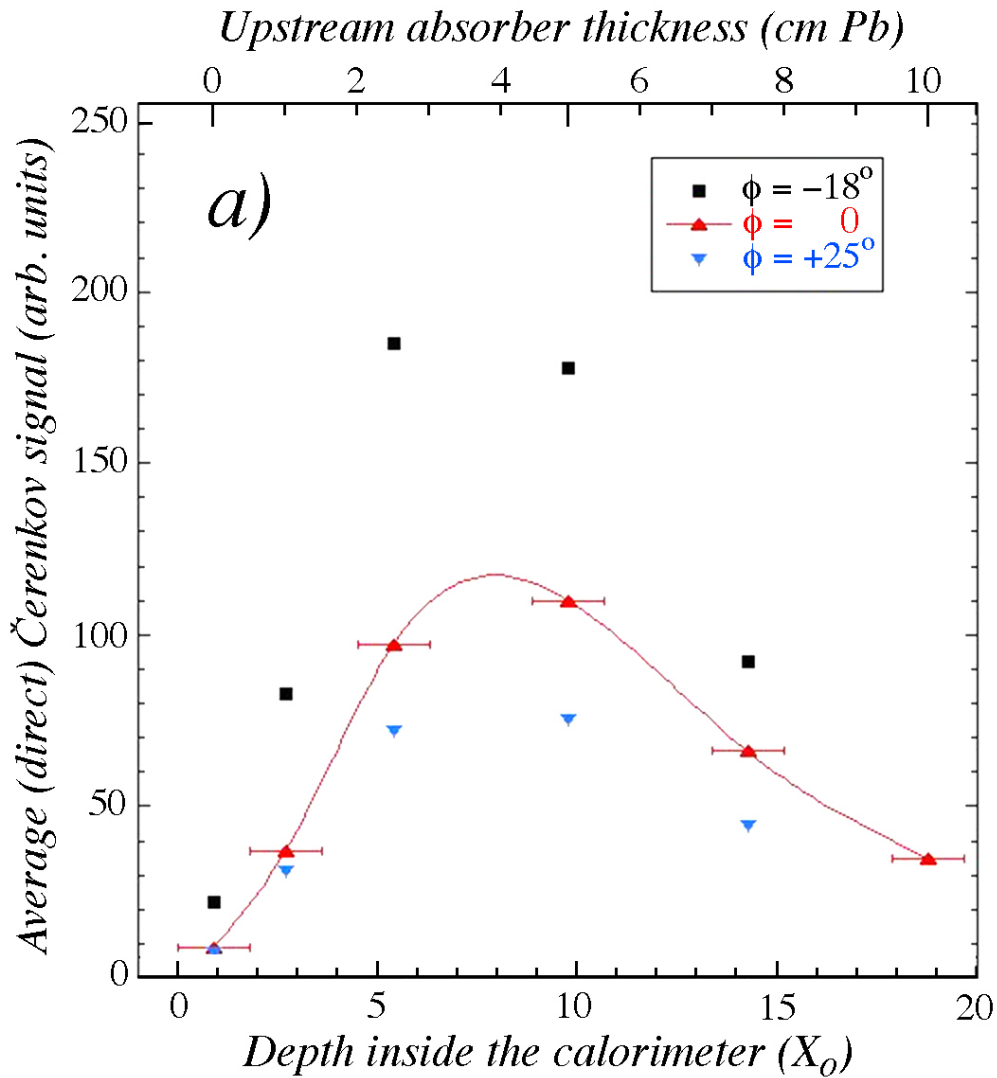 Upstream absorber thickness (cm Pb)
0 2 4 6 8 10
Average (direct) Čerenkov signal (arb. units)
250
200
150
100
50
0
a)
ϕ = −18°
ϕ = 0
ϕ = +25°
0 5 10 15 20
Depth inside the calorimeter (Xo)